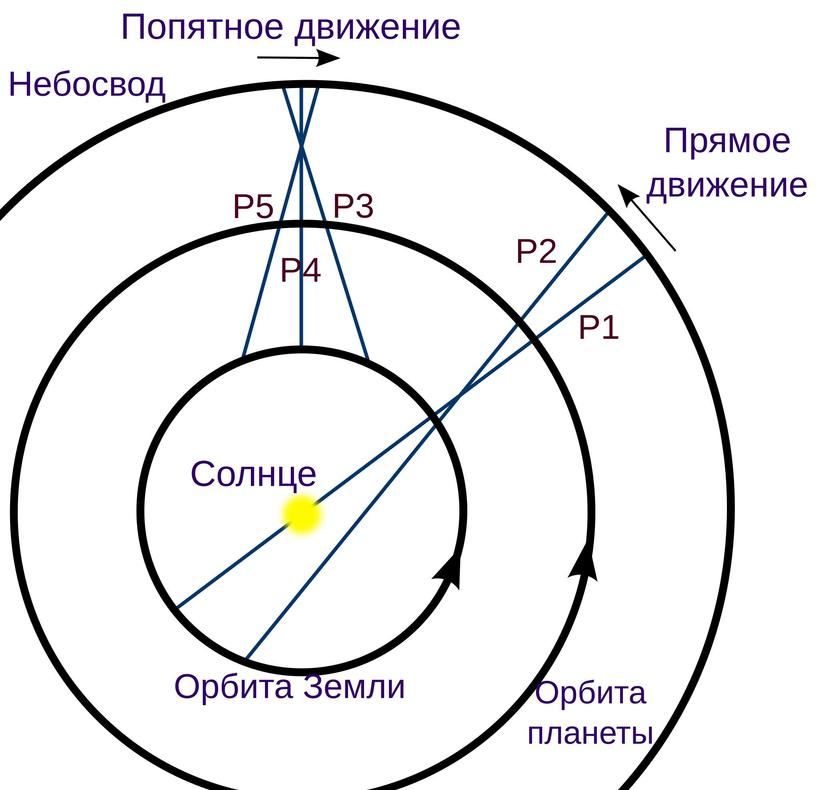 Попятное движение
Небосвод
Прямое
движение
P5
P3
P4
P2
P1
Солнце
Орбита Земли
Орбита
планеты